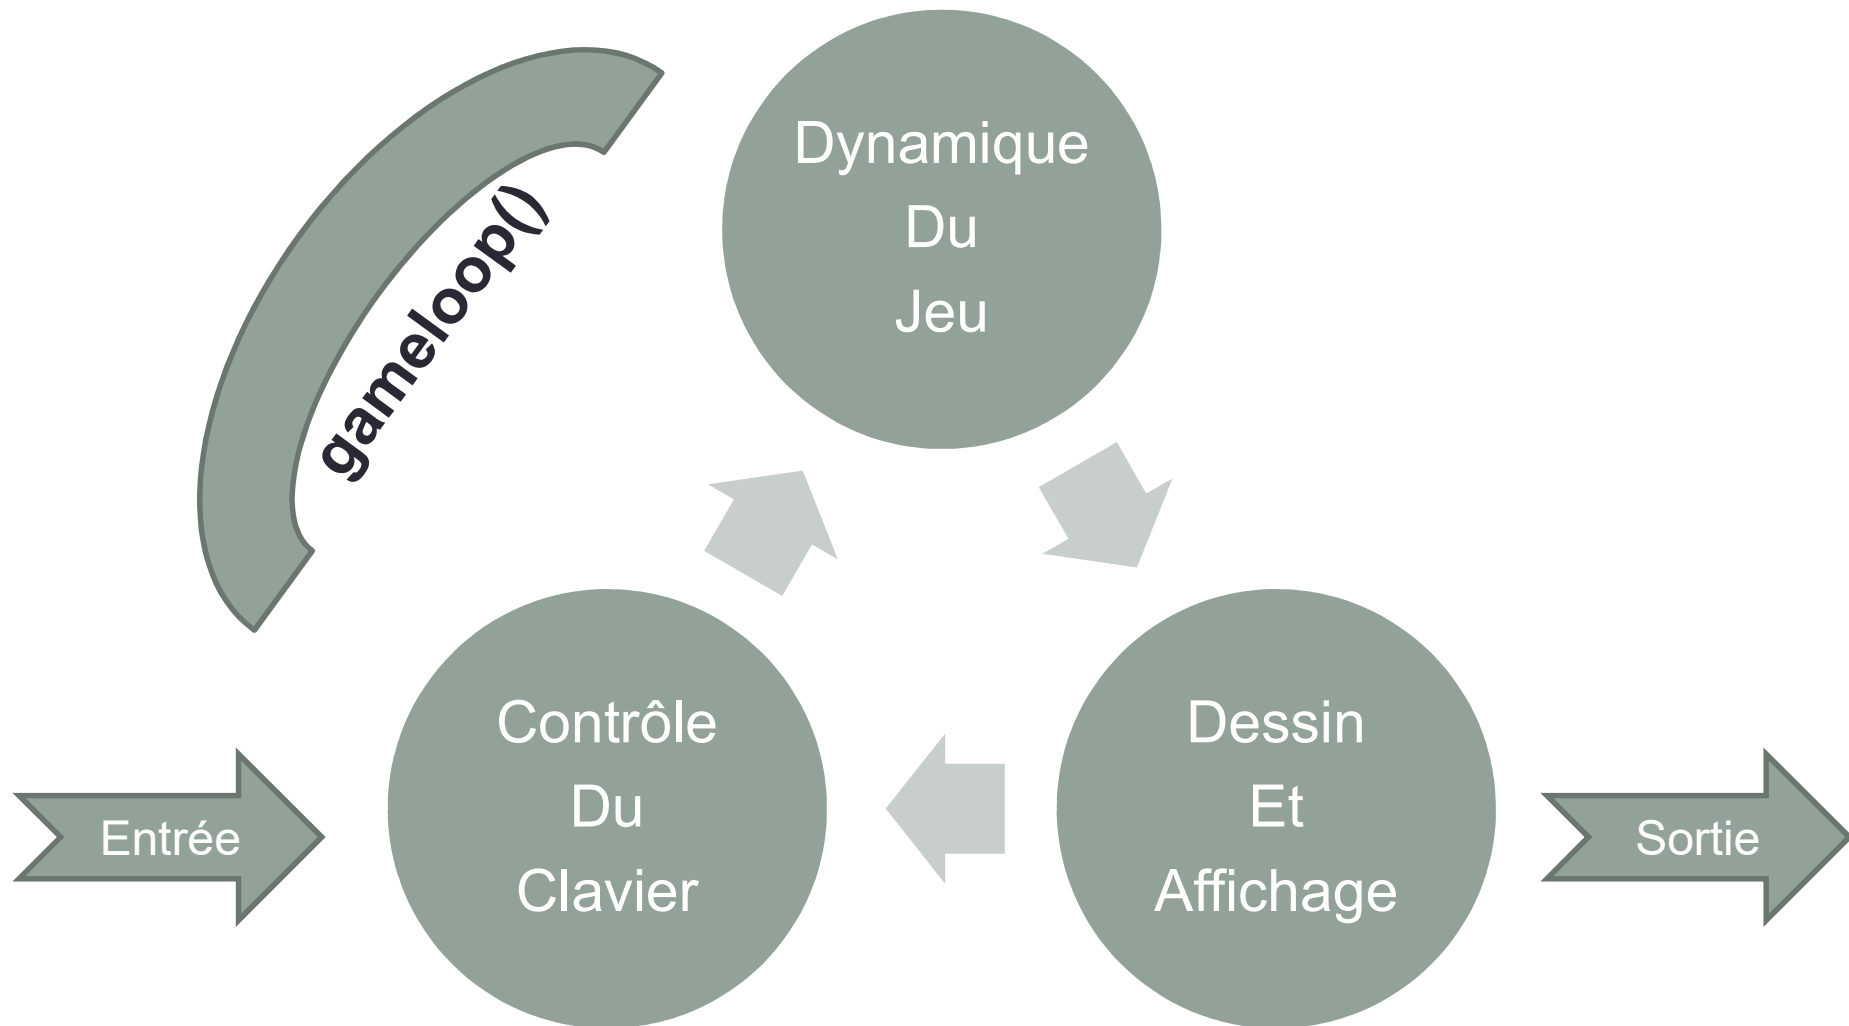 Dynamique
Du
Jeu
gameloop()
Contrôle
Du
Clavier
Dessin
Et
Affichage
Entrée
Sortie